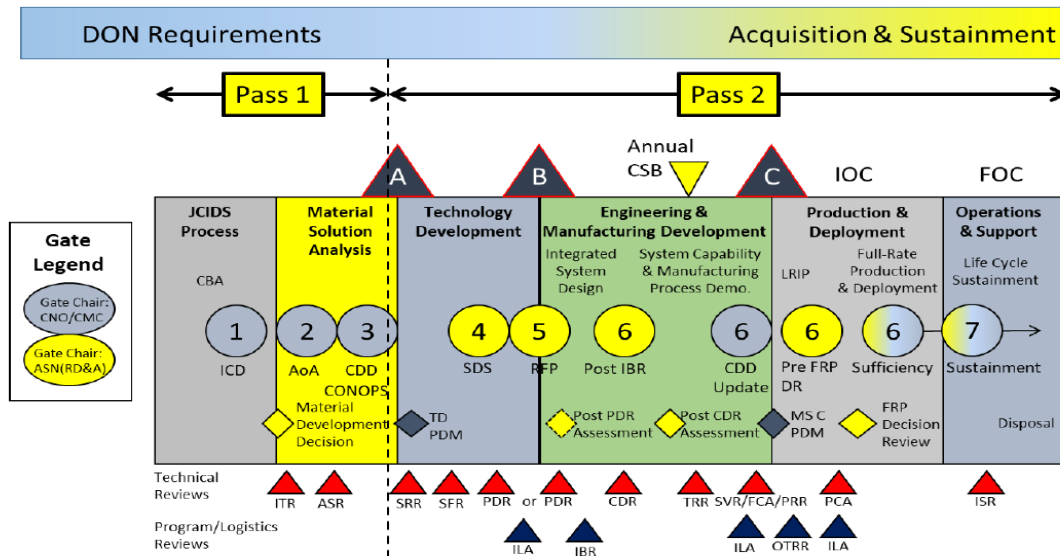 DON Requirements
Acquisition & Sustainment
Pass 1
Pass 2
Annual
CSB
A
B
C
IOC
FOC
Gate
Legend
Gate Chair:
CNO/CMC
Gate Chair:
ASN(RD&A)
JCIDS
Process
CBA
1
ICD
Material
Solution
Analysis
2
3
AoA
CDD
CONOPS
Material
Development
Decision
Technology
Development
4
5
SDS
RFP
TD
PDM
Engineering &
Manufacturing Development
Integrated
System
Design
System Capability
& Manufacturing
Process Demo.
6
Post IBR
6
CDD
Update
Post PDR
Assessment
Post CDR
Assessment
MS C
PDM
Production &
Deployment
LRIP
Full-Rate
Production
& Deployment
6
Pre FRP
DR
6
Sufficiency
FRP
Decision
Review
Operations
& Support
Life Cycle
Sustainment
7
Sustainment
Disposal
Technical
Reviews
ITR
ASR
SRR
SFR
PDR
or
PDR
CDR
TRR
SVR/FCA/PRR
PCA
ISR
Program/Logistics
Reviews
ILA
IBR
ILA
OTRR
ILA